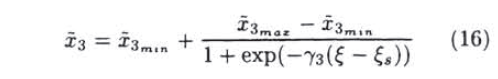 x̃₃ = x̃₃ₘᵢₙ + (x̃₃ₘₐₓ − x̃₃ₘᵢₙ) / (1 + exp(−γ₃(ξ − ξₛ))) (16)